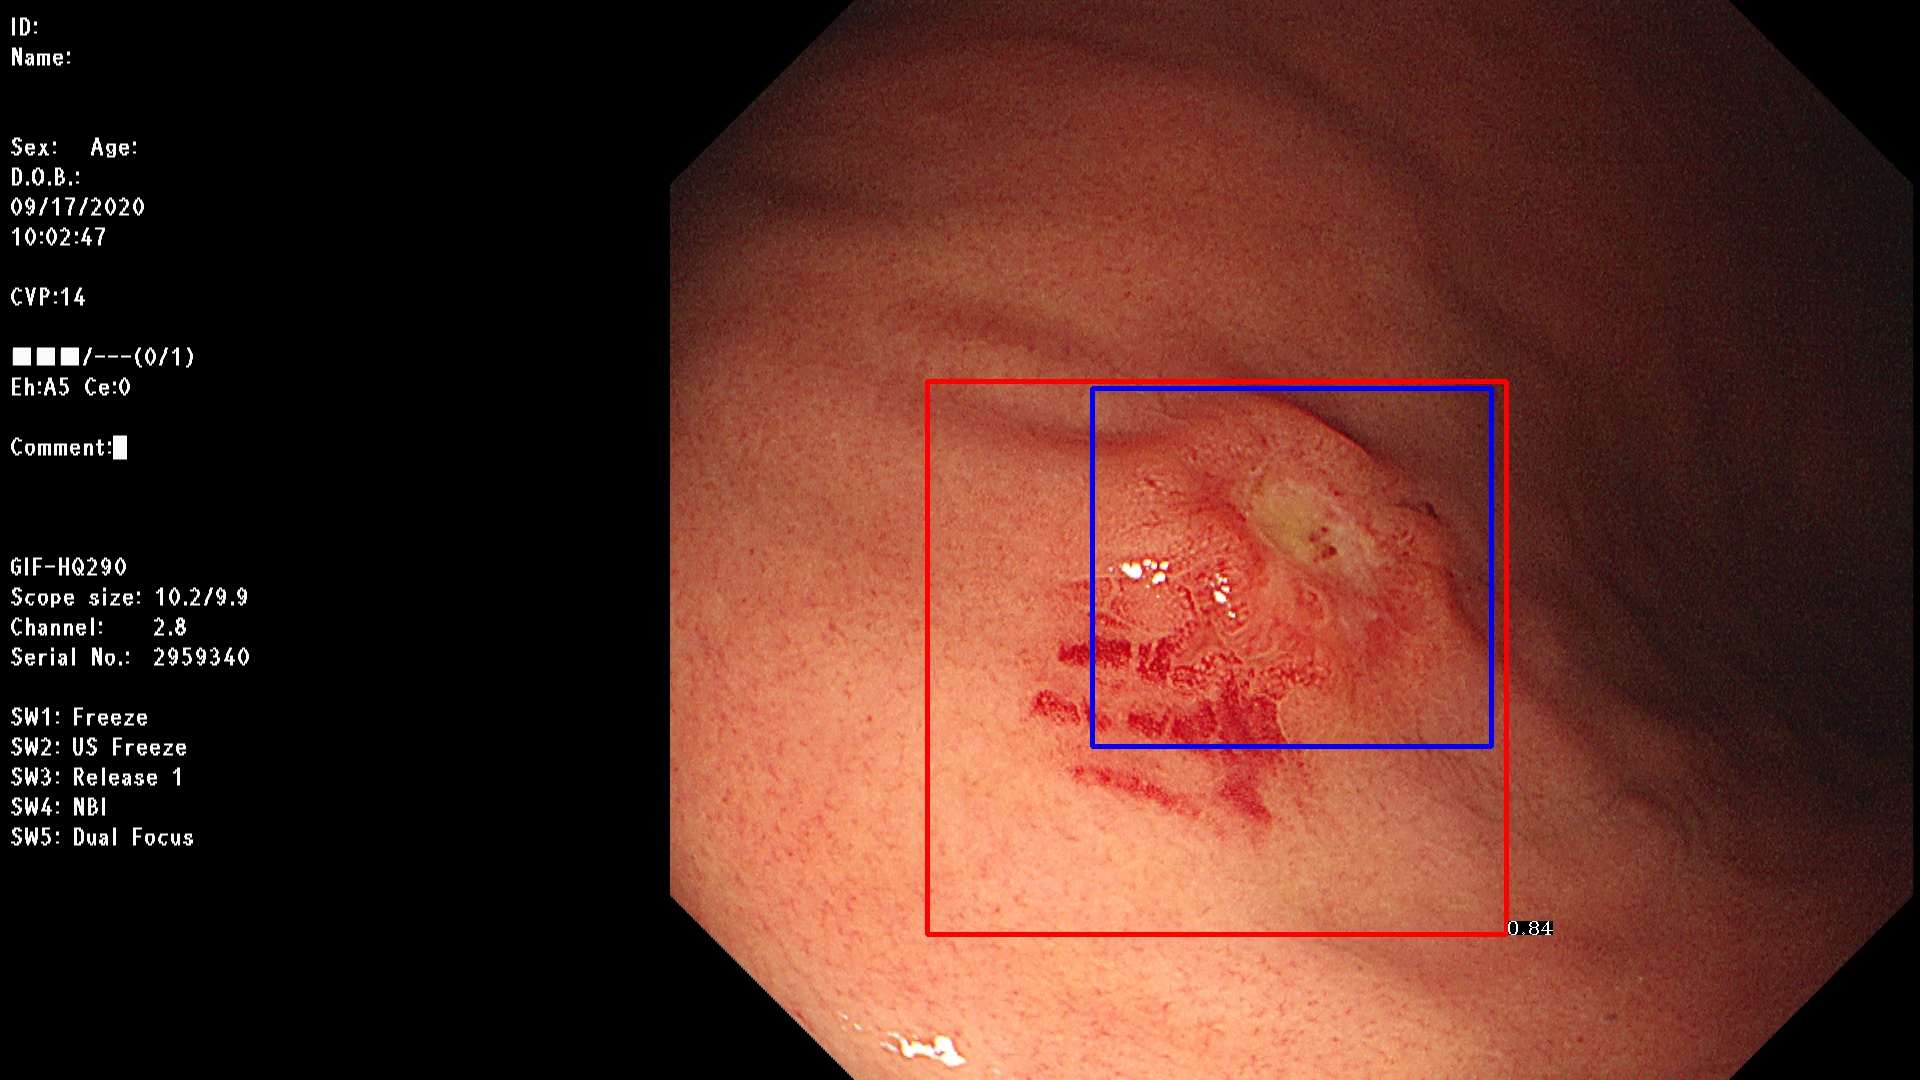 ID:
Name:
Sex: Age:
D.O.B.:
09/17/2020
10:02:47
CVP:14
■■■/---(0/1)
Eh:A5 Ce:0
Comment:
GIF-HQ290
Scope size: 10.2/9.9
Channel: 2.8
Serial No.: 2959340
SW1: Freeze
SW2: US Freeze
SW3: Release 1
SW4: NBI
SW5: Dual Focus
0.84